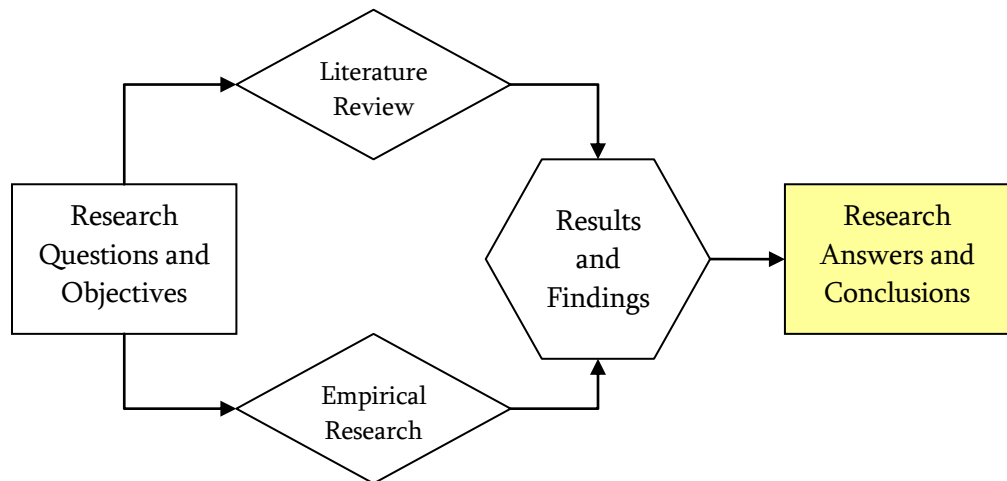 Literature
Review
Research
Questions and
Objectives
Results
and
Findings
Research
Answers and
Conclusions
Empirical
Research